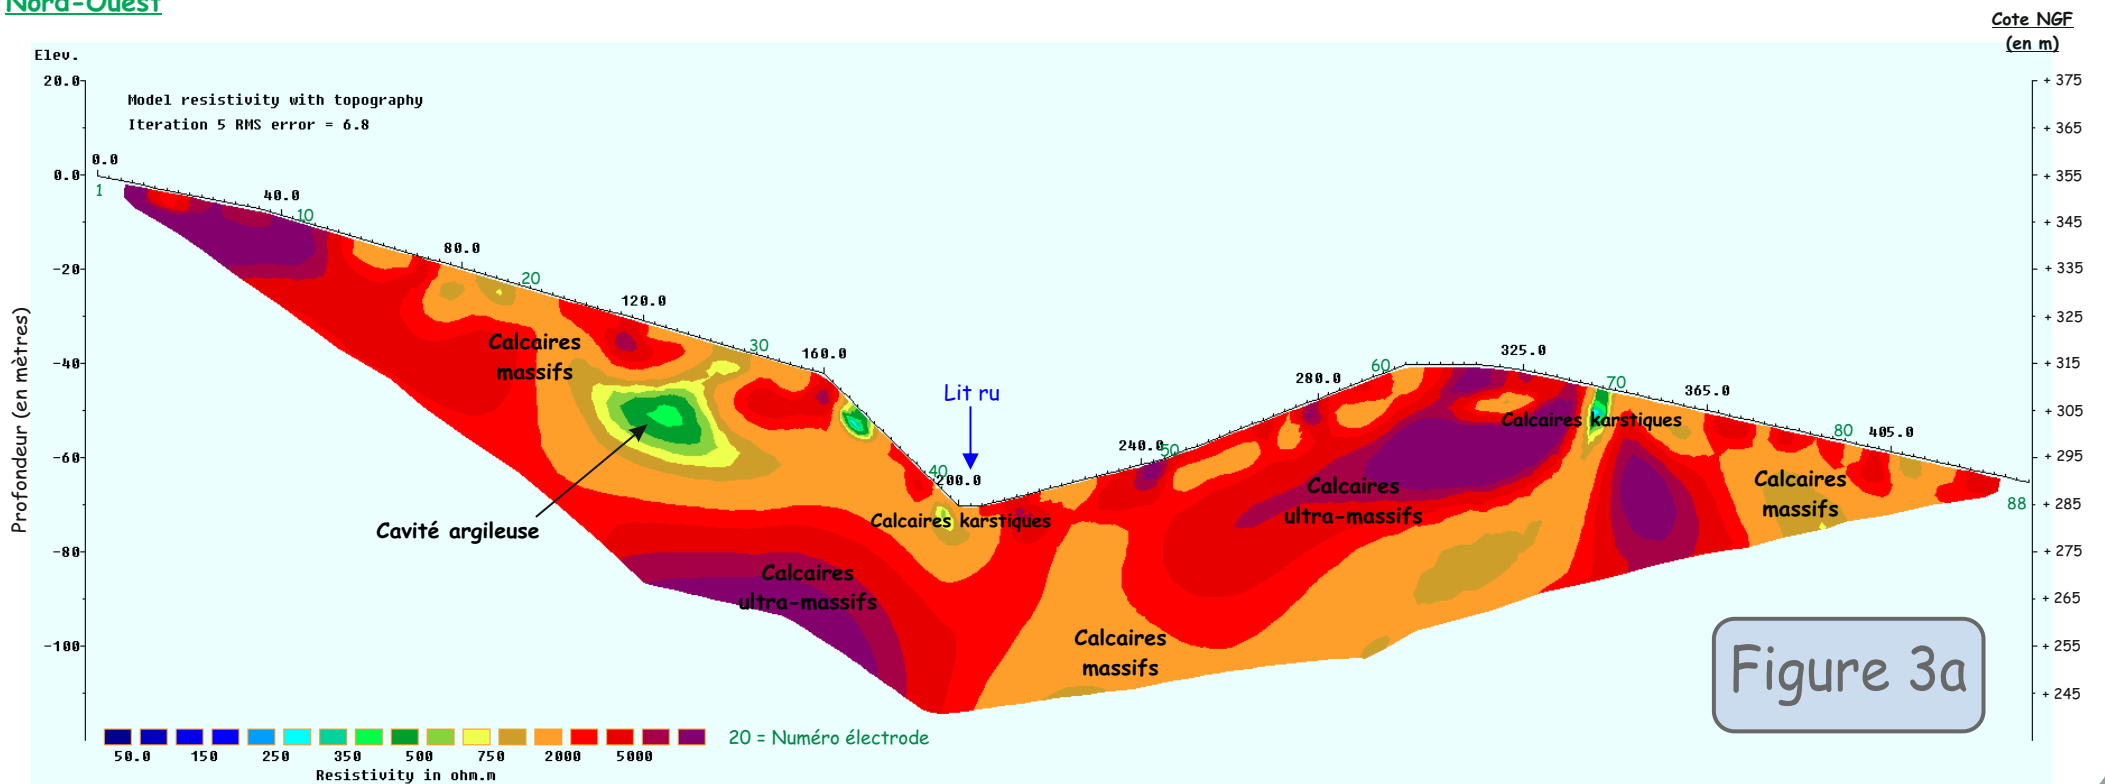 Nord-Ouest
Cote NGF
(en m)
Elev.
20.0
+ 375
Model resistivity with topography
Iteration 5 RMS error = 6.8
+ 365
0.0
0.0
+ 355
1
40.0
10
+ 345
80.0
-20
+ 335
20
120.0
+ 325
30
160.0
325.0
-40
+ 315
Calcaires
massifs
60
280.0
70
365.0
Lit ru
+ 305
Calcaires karstiques
80
405.0
240.0
50
-60
+ 295
40
200.0
Calcaires
ultra-massifs
Calcaires
massifs
+ 285
88
Profondeur (en mètres)
Cavité argileuse
Calcaires karstiques
-80
+ 275
Calcaires
ultra-massifs
+ 265
Calcaires
massifs
-100
+ 255
Figure 3a
+ 245
20 = Numéro électrode
50.0 150 250 350 500 750 2000 5000
Resistivity in ohm.m